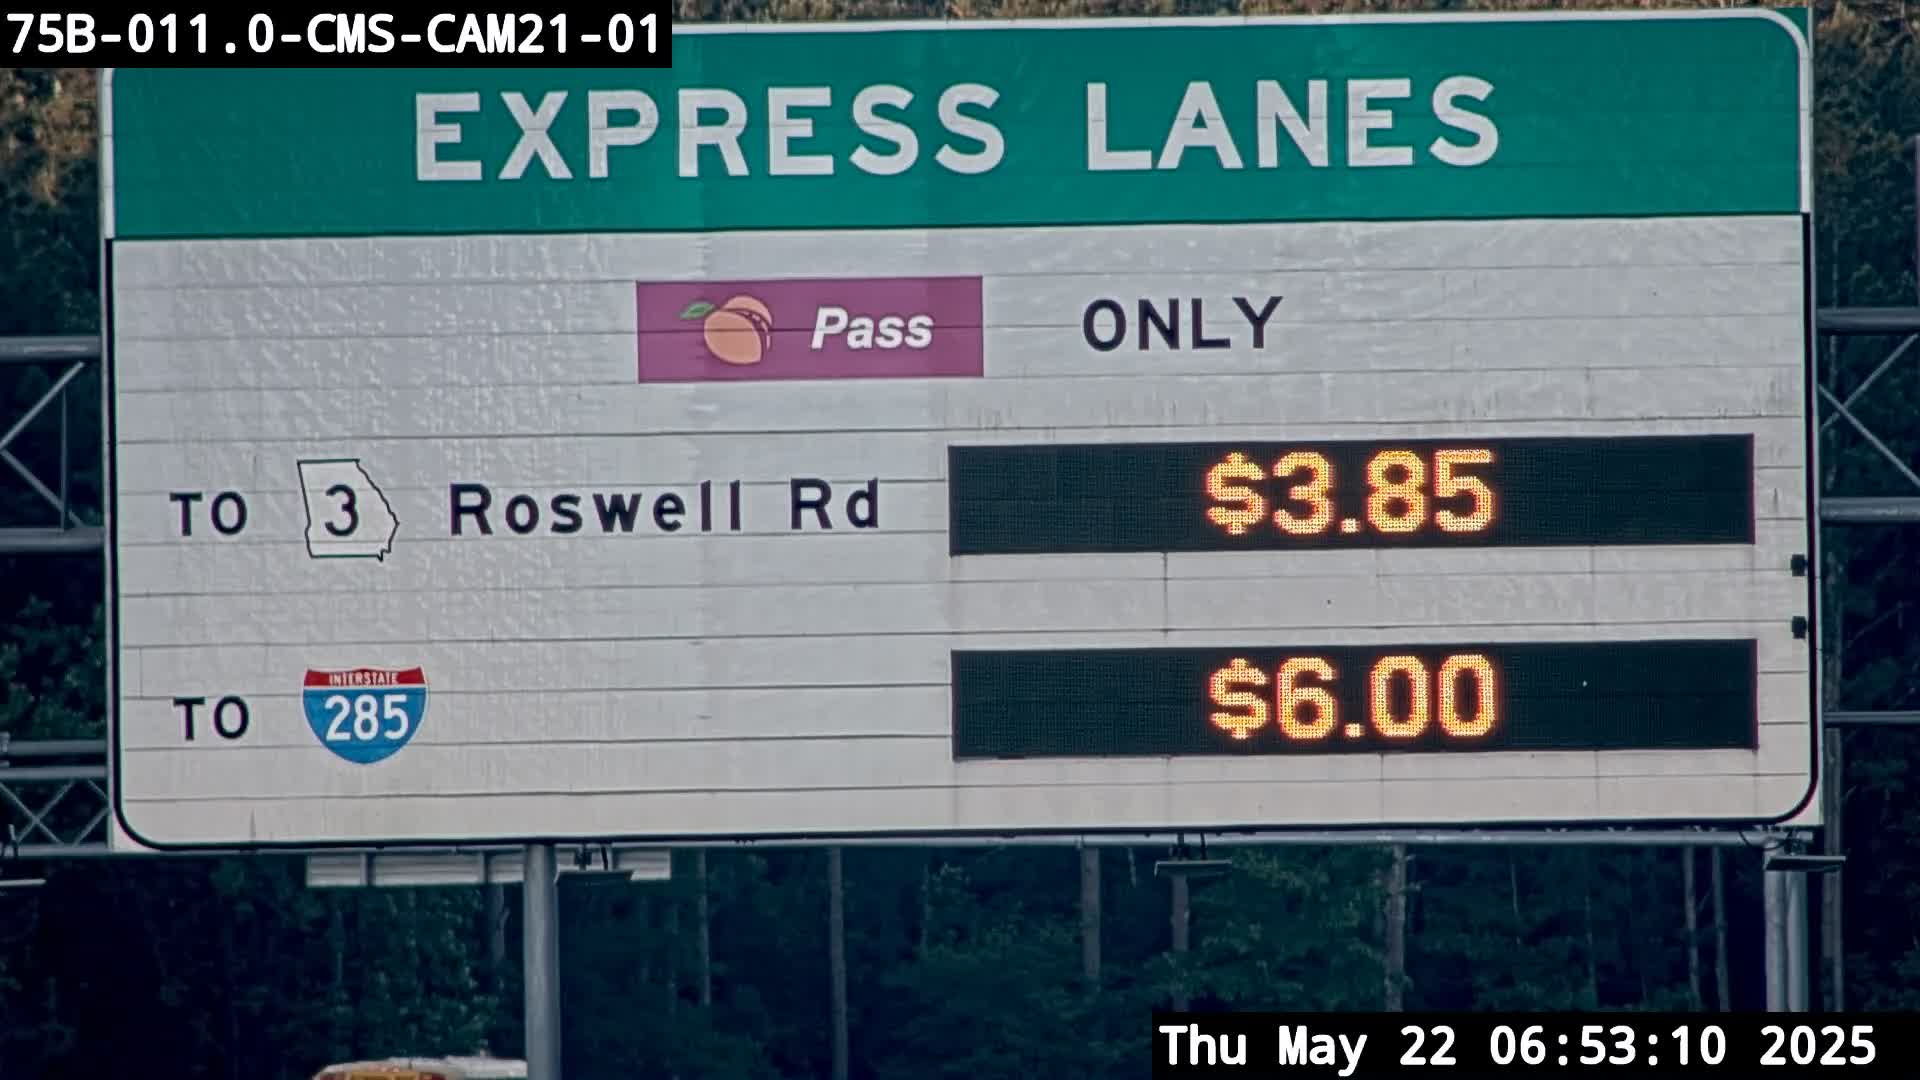 75B-011.0-CMS-CAM21-01
EXPRESS LANES
Pass ONLY
TO 3 Roswell Rd $3.85
INTERSTATE
TO 285 $6.00
Thu May 22 06:53:10 2025